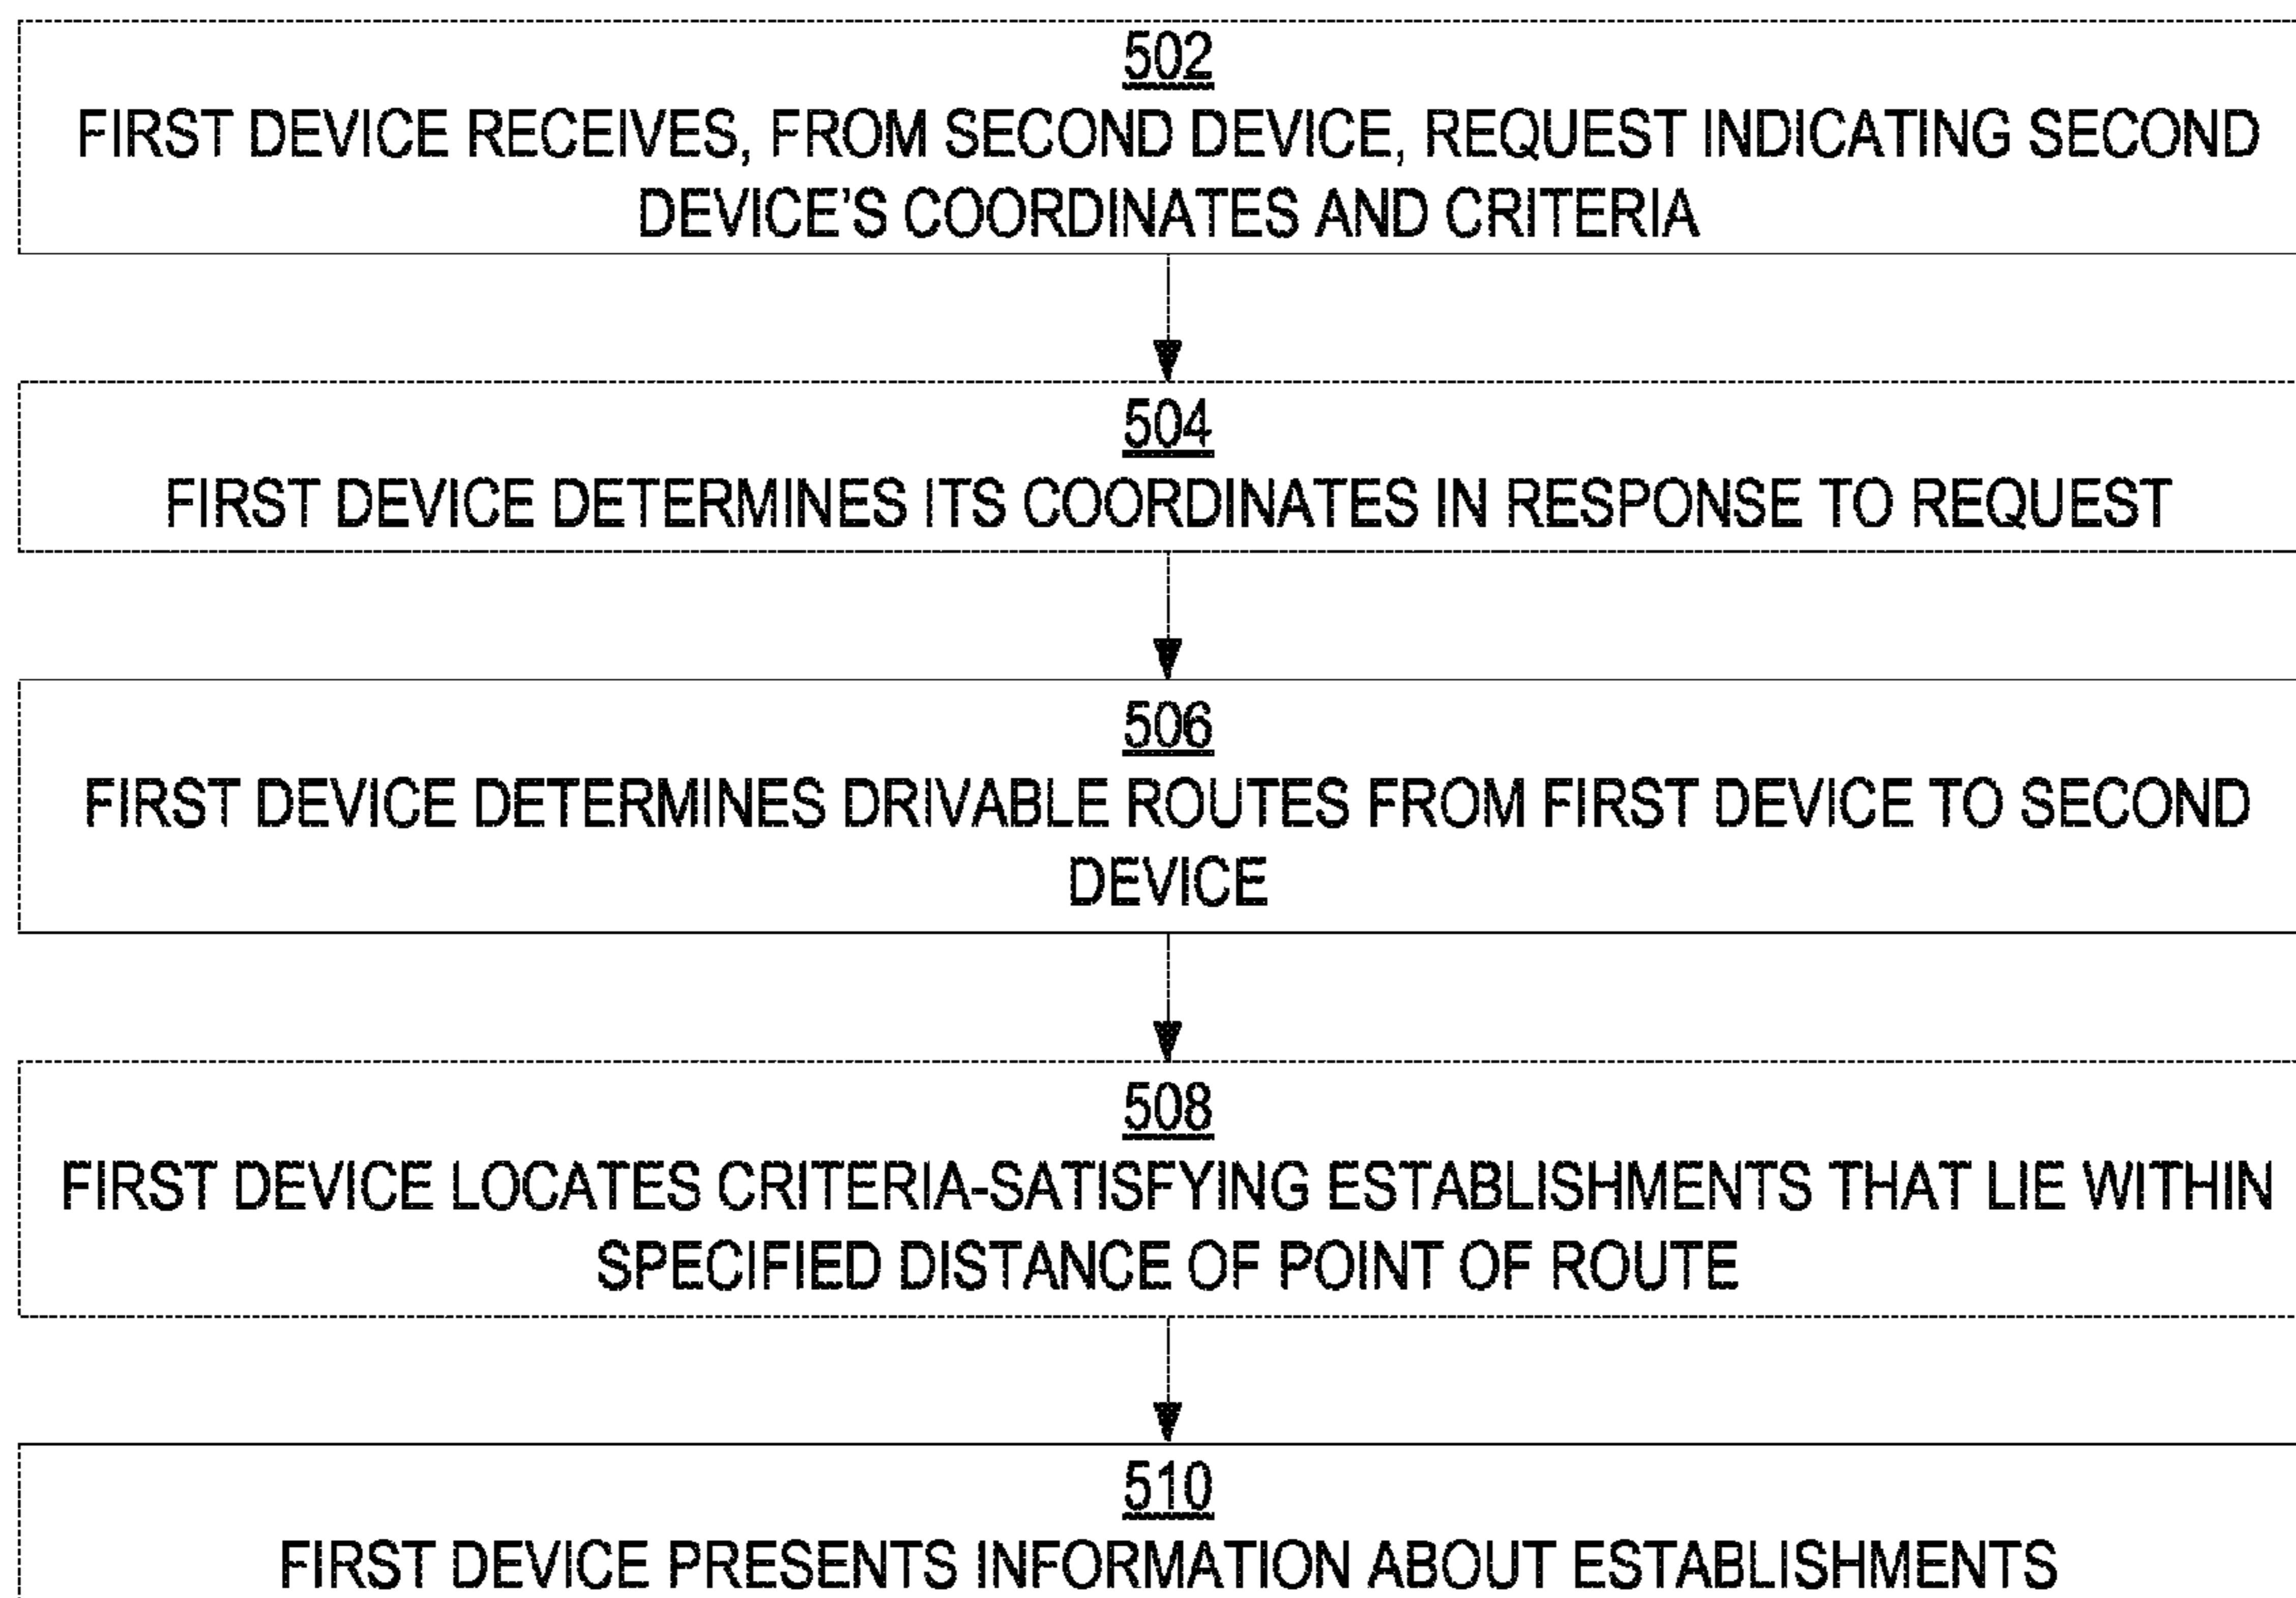 502
FIRST DEVICE RECEIVES, FROM SECOND DEVICE, REQUEST INDICATING SECOND
DEVICE'S COORDINATES AND CRITERIA
504
FIRST DEVICE DETERMINES ITS COORDINATES IN RESPONSE TO REQUEST
506
FIRST DEVICE DETERMINES DRIVABLE ROUTES FROM FIRST DEVICE TO SECOND
DEVICE
508
FIRST DEVICE LOCATES CRITERIA-SATISFYING ESTABLISHMENTS THAT LIE WITHIN
SPECIFIED DISTANCE OF POINT OF ROUTE
510
FIRST DEVICE PRESENTS INFORMATION ABOUT ESTABLISHMENTS